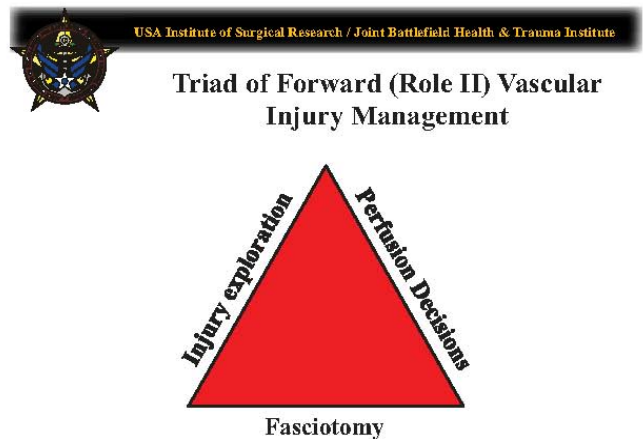 USA Institute of Surgical Research / Joint Battlefield Health & Trauma Institute
Triad of Forward (Role II) Vascular
Injury Management
Injury exploration
Perfusion Decisions
Fasciotomy